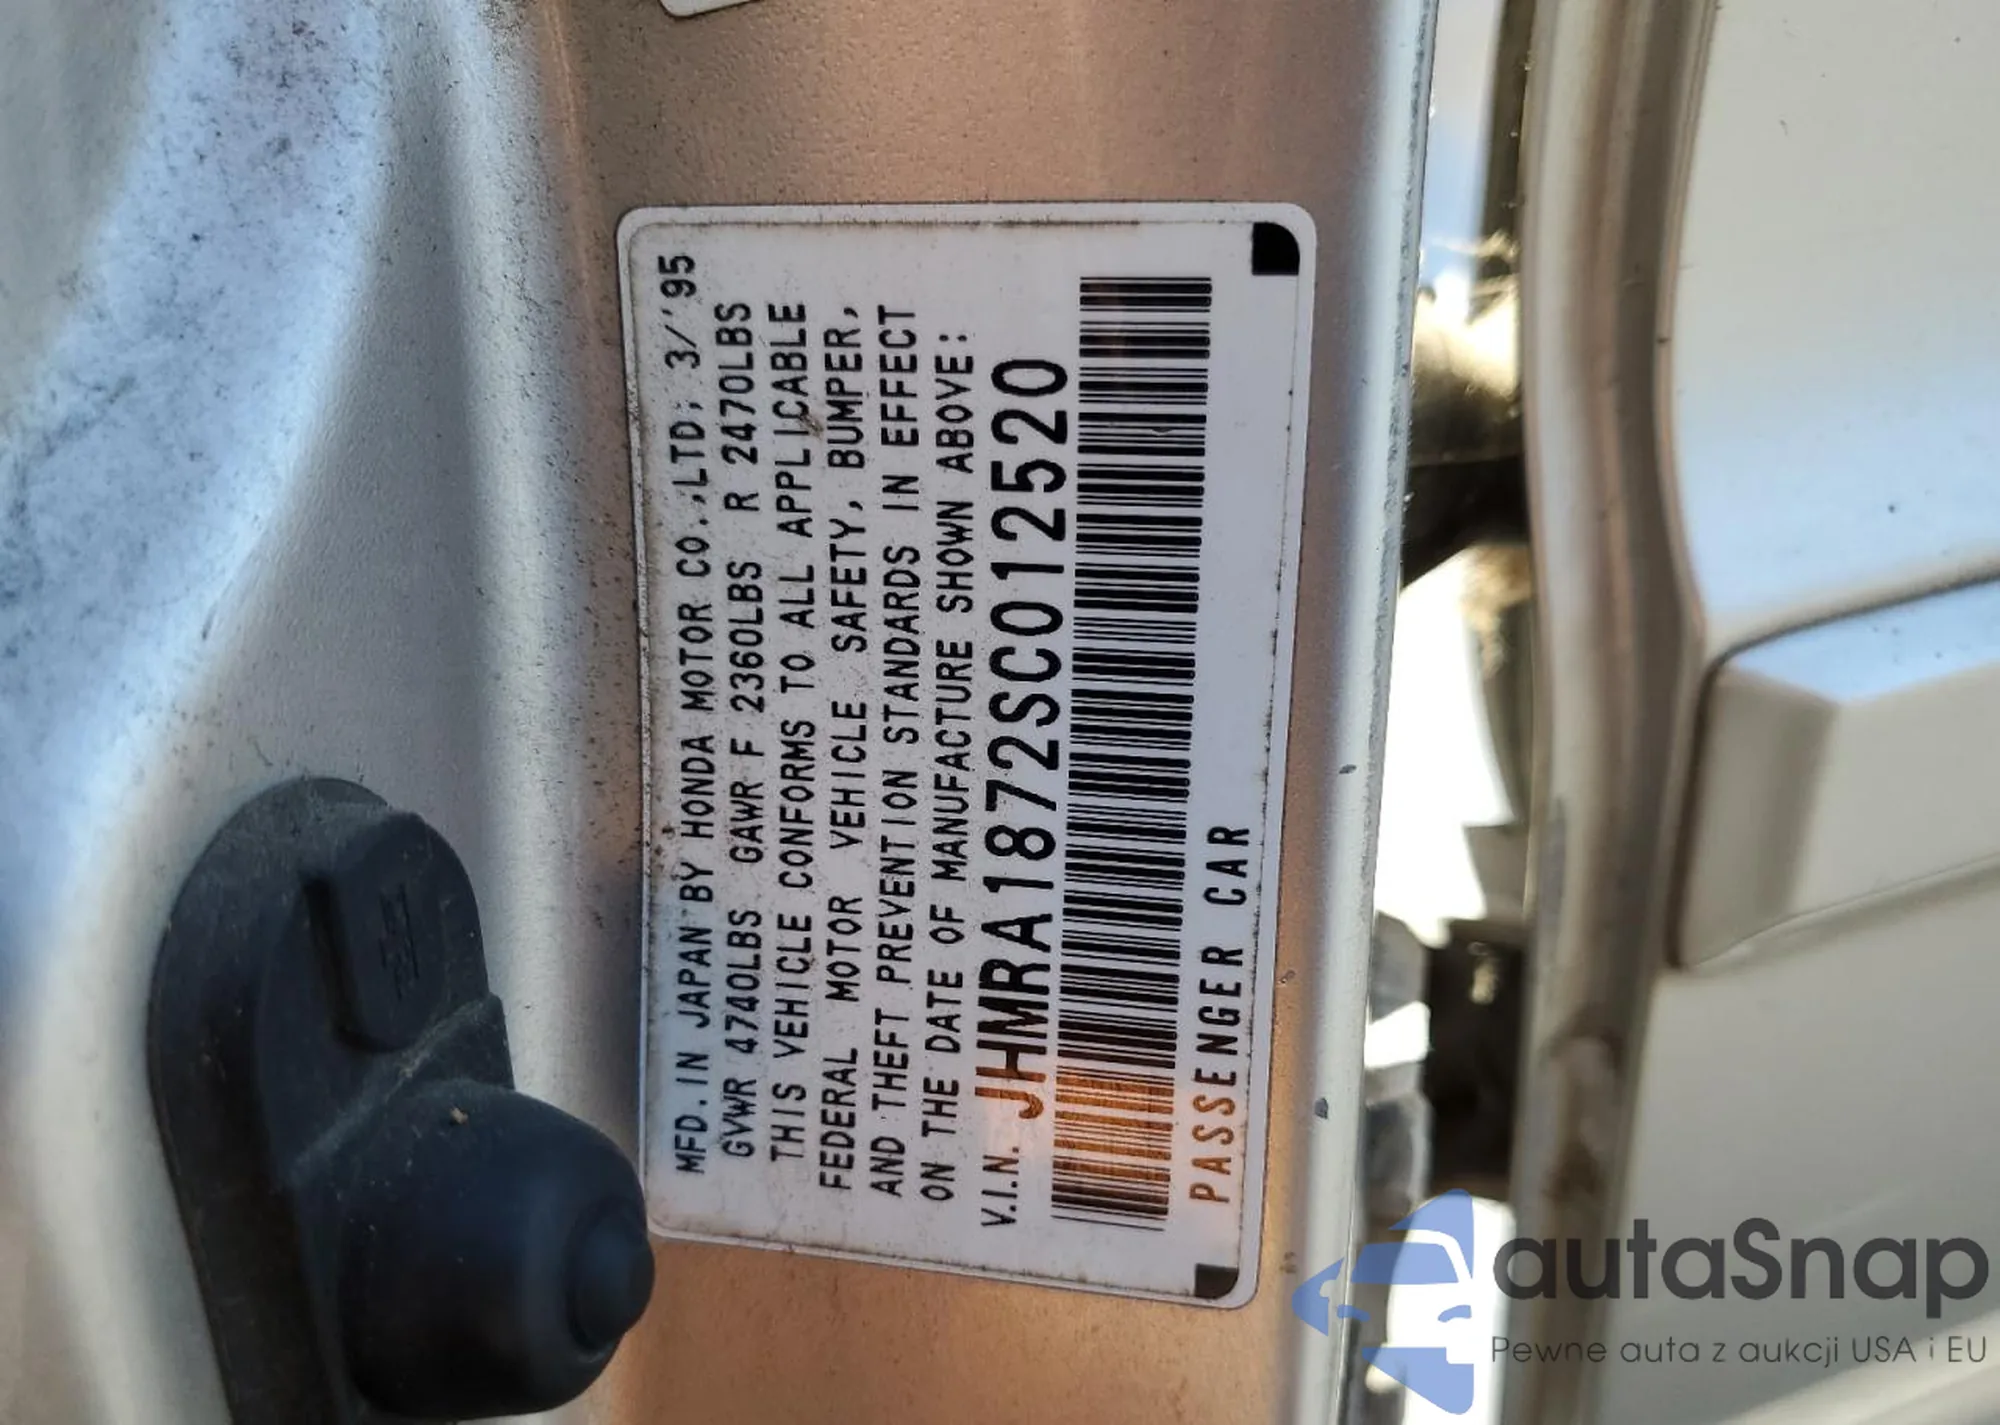 MFD. IN JAPAN BY HONDA MOTOR CO.,LTD; 3/'95
GVWR 4740LBS GAWR F 2360LBS R 2470LBS
THIS VEHICLE CONFORMS TO ALL APPLICABLE
FEDERAL MOTOR VEHICLE SAFETY, BUMPER,
AND THEFT PREVENTION STANDARDS IN EFFECT
ON THE DATE OF MANUFACTURE SHOWN ABOVE:
V.I.N. JHMRA1872SC012520
PASSENGER CAR
autaSnap
Pewne auta z aukcji USA i EU